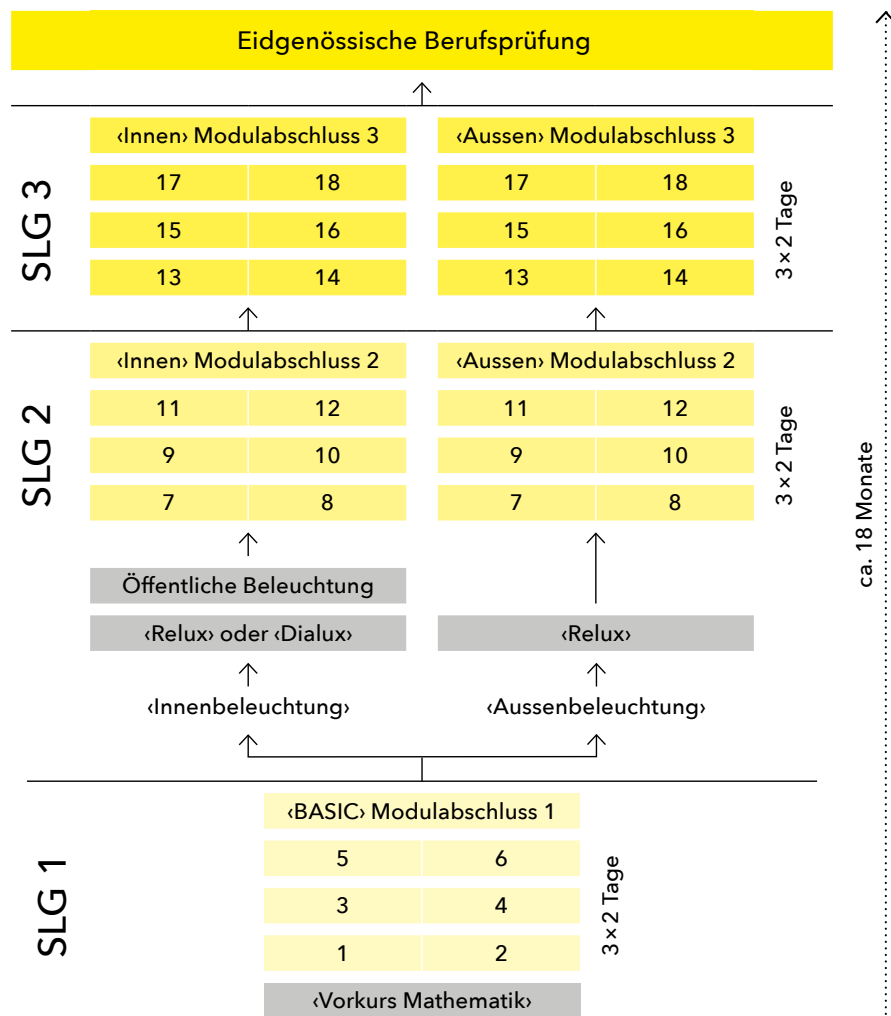 Eidgenössische Berufsprüfung
SLG 3
‹Innen› Modulabschluss 3
17 18
15 16
13 14
‹Aussen› Modulabschluss 3
17 18
15 16
13 14
3 × 2 Tage
SLG 2
‹Innen› Modulabschluss 2
11 12
9 10
7 8
‹Aussen› Modulabschluss 2
11 12
9 10
7 8
3 × 2 Tage
Öffentliche Beleuchtung
‹Relux› oder ‹Dialux›
‹Relux›
‹Innenbeleuchtung›
‹Aussenbeleuchtung›
SLG 1
‹BASIC› Modulabschluss 1
5 6
3 4
1 2
3 × 2 Tage
‹Vorkurs Mathematik›
ca. 18 Monate